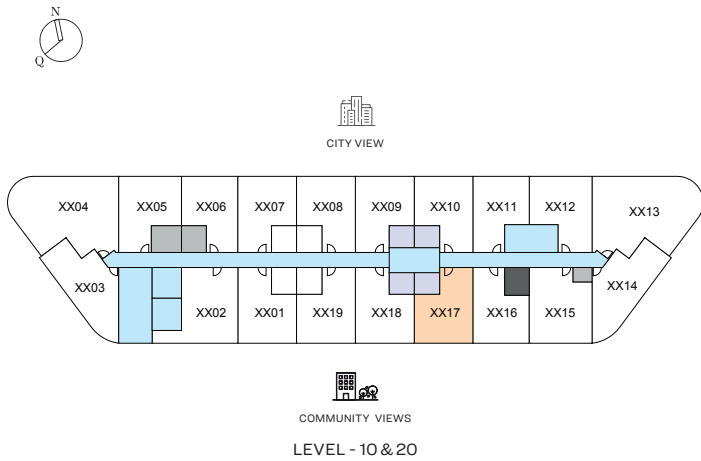 N
Q
CITY VIEW
XX04
XX05
XX06
XX07
XX08
XX09
XX10
XX11
XX12
XX13
XX03
XX02
XX01
XX19
XX18
XX17
XX16
XX15
XX14
COMMUNITY VIEWS
LEVEL - 10 & 20